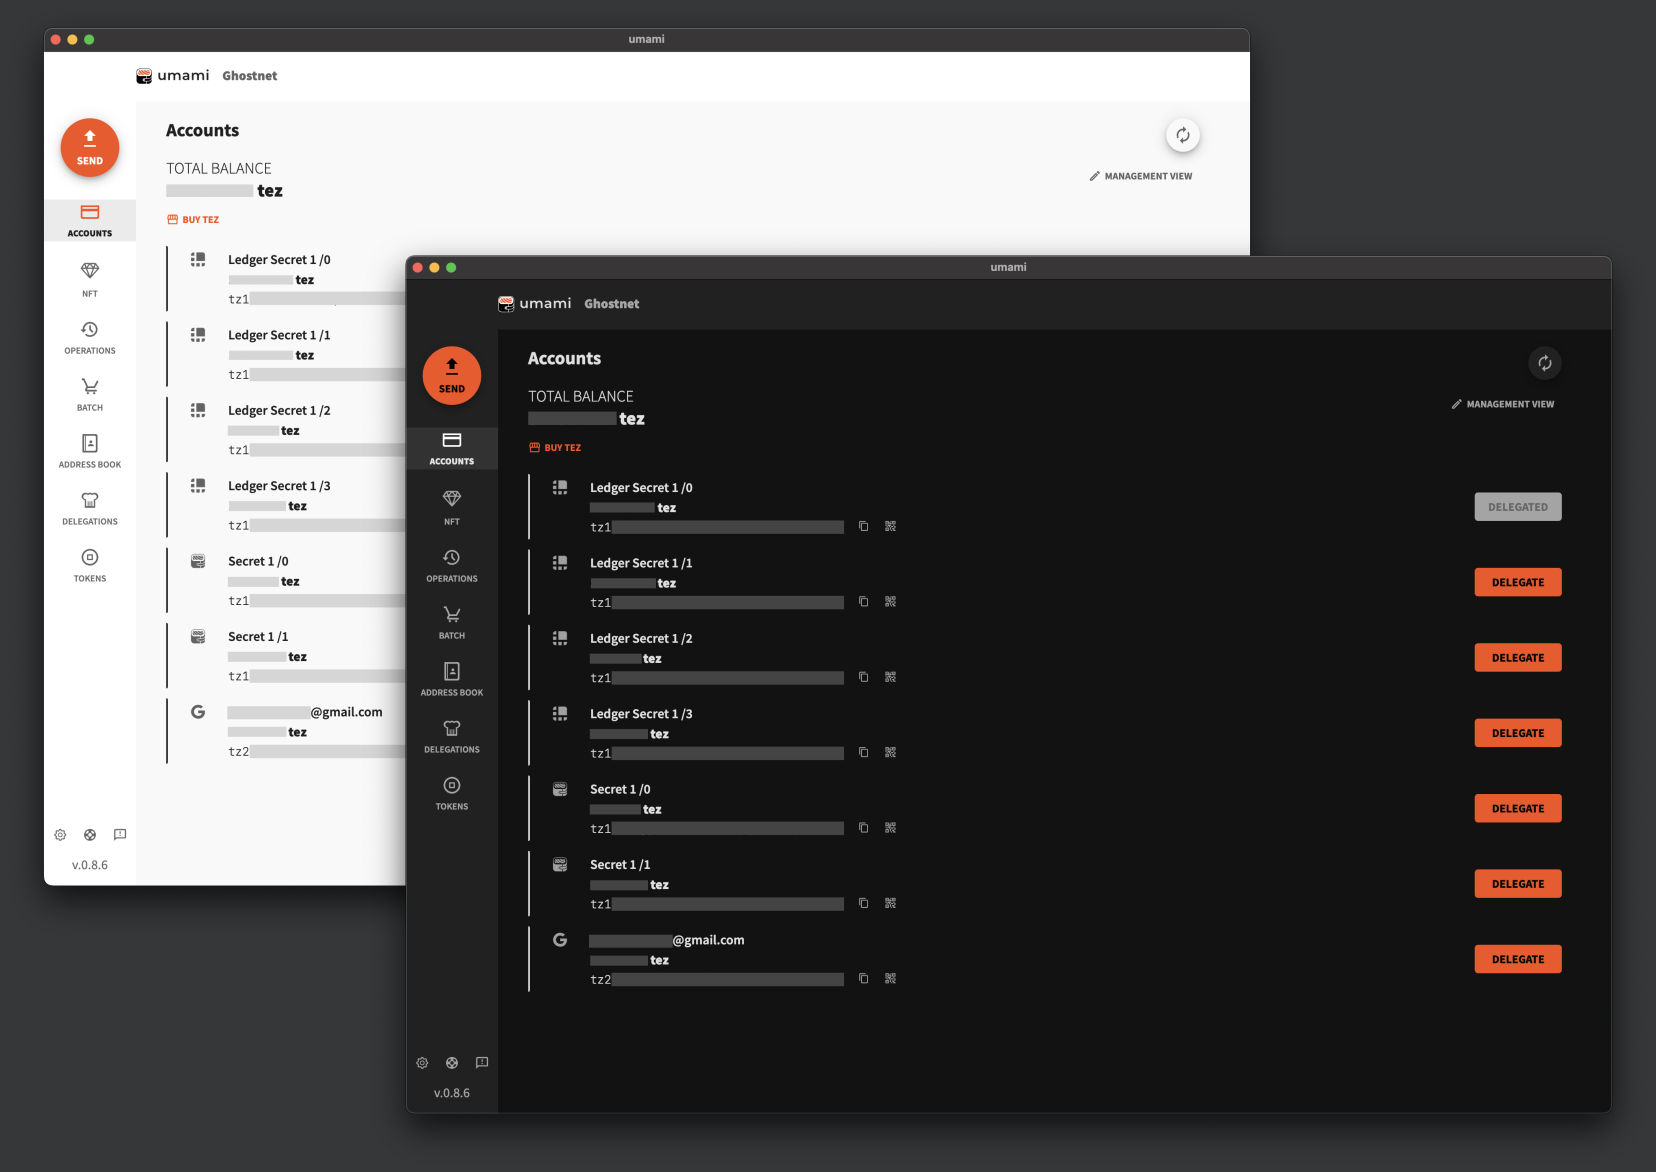 umami
umami Ghostnet
SEND
ACCOUNTS
NFT
OPERATIONS
BATCH
ADDRESS BOOK
DELEGATIONS
TOKENS
v.0.8.6
Accounts
TOTAL BALANCE
tez
BUY TEZ
MANAGEMENT VIEW
Ledger Secret 1 /0
tez
tz1
Ledger Secret 1 /1
tez
tz1
Ledger Secret 1 /2
tez
tz1
Ledger Secret 1 /3
tez
tz1
Secret 1 /0
tez
tz1
Secret 1 /1
tez
tz1
@gmail.com
tez
tz2
umami
umami Ghostnet
SEND
ACCOUNTS
NFT
OPERATIONS
BATCH
ADDRESS BOOK
DELEGATIONS
TOKENS
v.0.8.6
Accounts
TOTAL BALANCE
tez
BUY TEZ
MANAGEMENT VIEW
Ledger Secret 1 /0
tez
tz1
DELEGATED
Ledger Secret 1 /1
tez
tz1
DELEGATE
Ledger Secret 1 /2
tez
tz1
DELEGATE
Ledger Secret 1 /3
tez
tz1
DELEGATE
Secret 1 /0
tez
tz1
DELEGATE
Secret 1 /1
tez
tz1
DELEGATE
@gmail.com
tez
tz2
DELEGATE